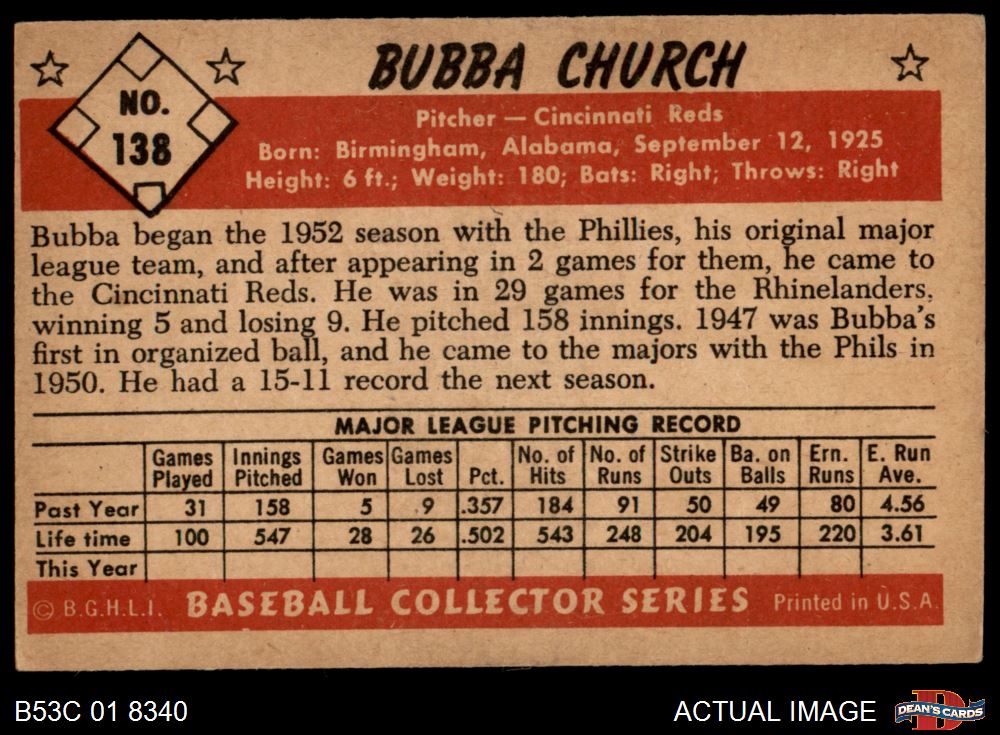 BUBBA CHURCH
NO.
138
Pitcher — Cincinnati Reds
Born: Birmingham, Alabama, September 12, 1925
Height: 6 ft.; Weight: 180; Bats: Right; Throws: Right
Bubba began the 1952 season with the Phillies, his original major
league team, and after appearing in 2 games for them, he came to
the Cincinnati Reds. He was in 29 games for the Rhinelanders,
winning 5 and losing 9. He pitched 158 innings. 1947 was Bubba's
first in organized ball, and he came to the majors with the Phils in
1950. He had a 15-11 record the next season.
MAJOR LEAGUE PITCHING RECORD
Games Played Innings Pitched Games Won Games Lost Pct. No. of Hits No. of Runs Strike Outs Ba. on Balls Ern. Runs E. Run Ave.
Past Year 31 158 5 9 .357 184 91 50 49 80 4.56
Life time 100 547 28 26 .502 543 248 204 195 220 3.61
This Year
© B.G.H.L.I. BASEBALL COLLECTOR SERIES Printed in U.S.A.
B53C 01 8340 ACTUAL IMAGE DEAN'S CARDS